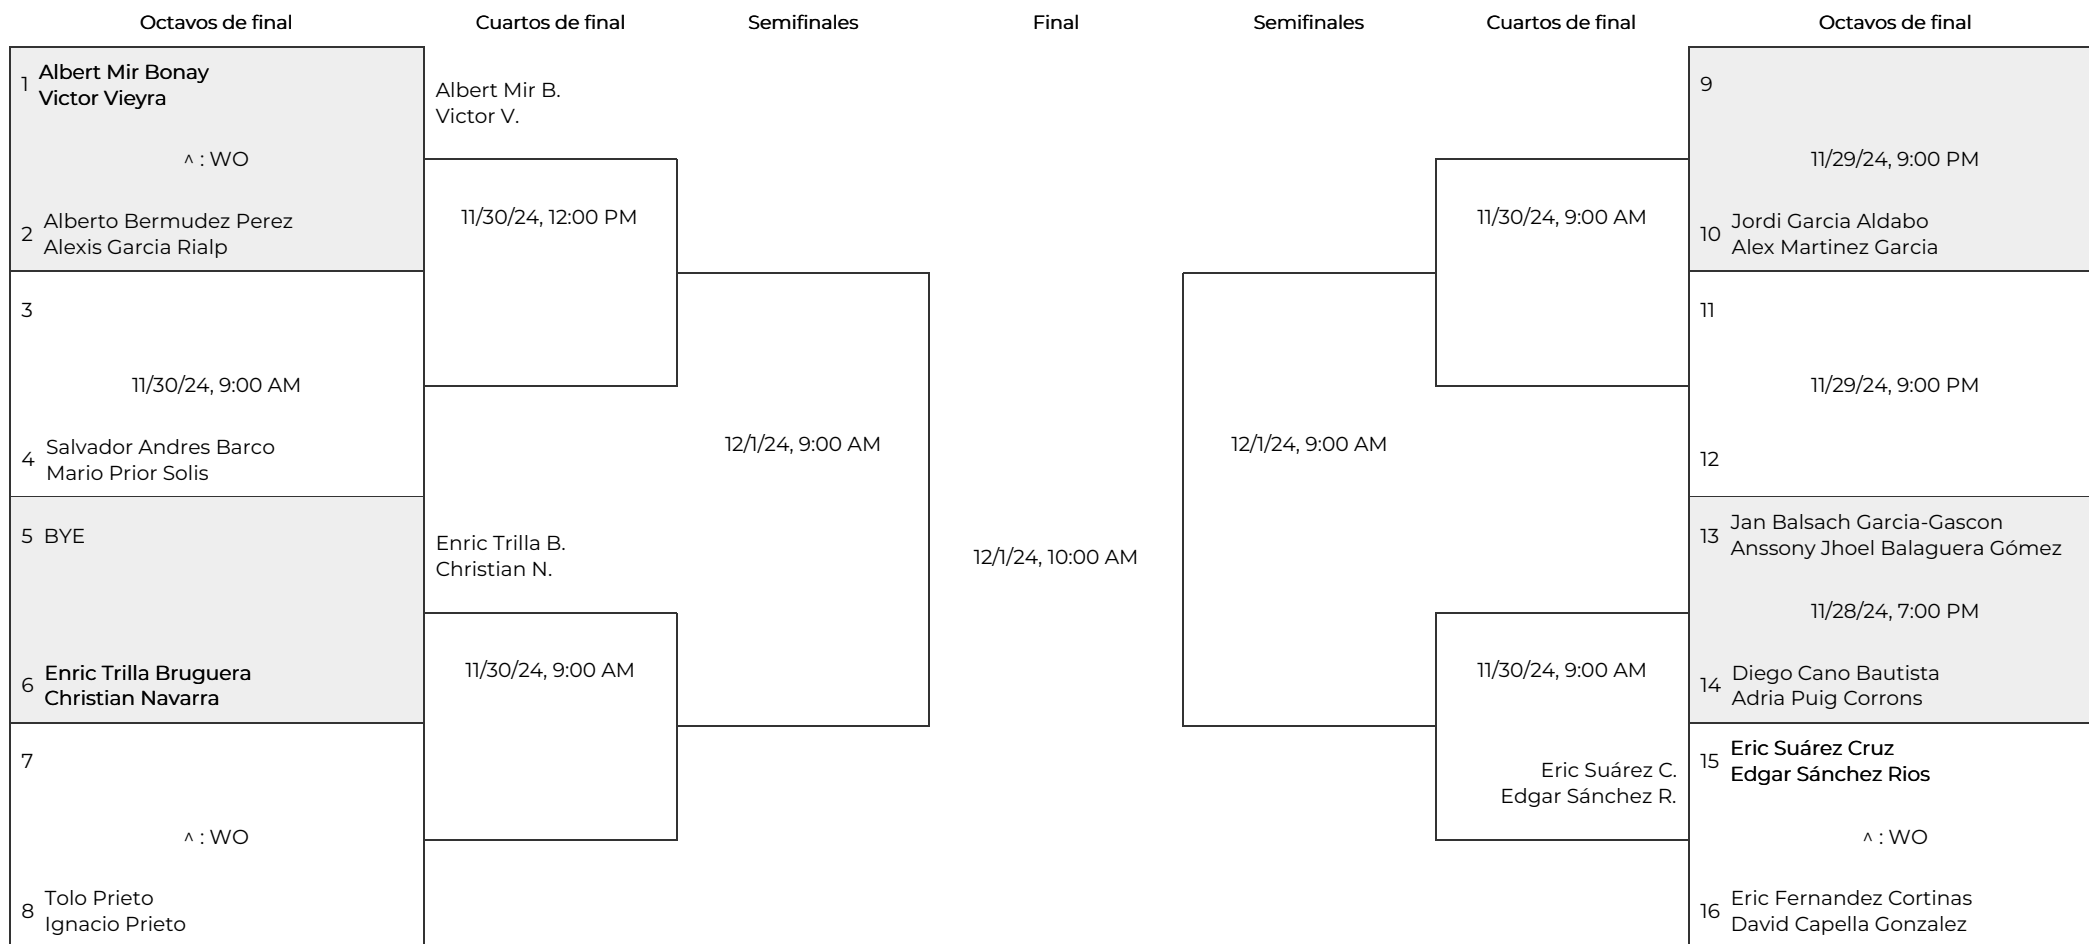 Octavos de final
Cuartos de final
Semifinales
Final
Semifinales
Cuartos de final
Octavos de final
1
Albert Mir Bonay
Victor Vieyra
^ : WO
2
Alberto Bermudez Perez
Alexis Garcia Rialp
3
11/30/24, 9:00 AM
4
Salvador Andres Barco
Mario Prior Solis
5 BYE
6
Enric Trilla Bruguera
Christian Navarra
7
^ : WO
8
Tolo Prieto
Ignacio Prieto
Albert Mir B.
Victor V.
11/30/24, 12:00 PM
Enric Trilla B.
Christian N.
11/30/24, 9:00 AM
12/1/24, 9:00 AM
12/1/24, 10:00 AM
12/1/24, 9:00 AM
11/30/24, 9:00 AM
11/30/24, 9:00 AM
Eric Suárez C.
Edgar Sánchez R.
9
11/29/24, 9:00 PM
10
Jordi Garcia Aldabo
Alex Martinez Garcia
11
11/29/24, 9:00 PM
12
13
Jan Balsach Garcia-Gascon
Anssony Jhoel Balaguera Gómez
11/28/24, 7:00 PM
14
Diego Cano Bautista
Adria Puig Corrons
15
Eric Suárez Cruz
Edgar Sánchez Rios
^ : WO
16
Eric Fernandez Cortinas
David Capella Gonzalez